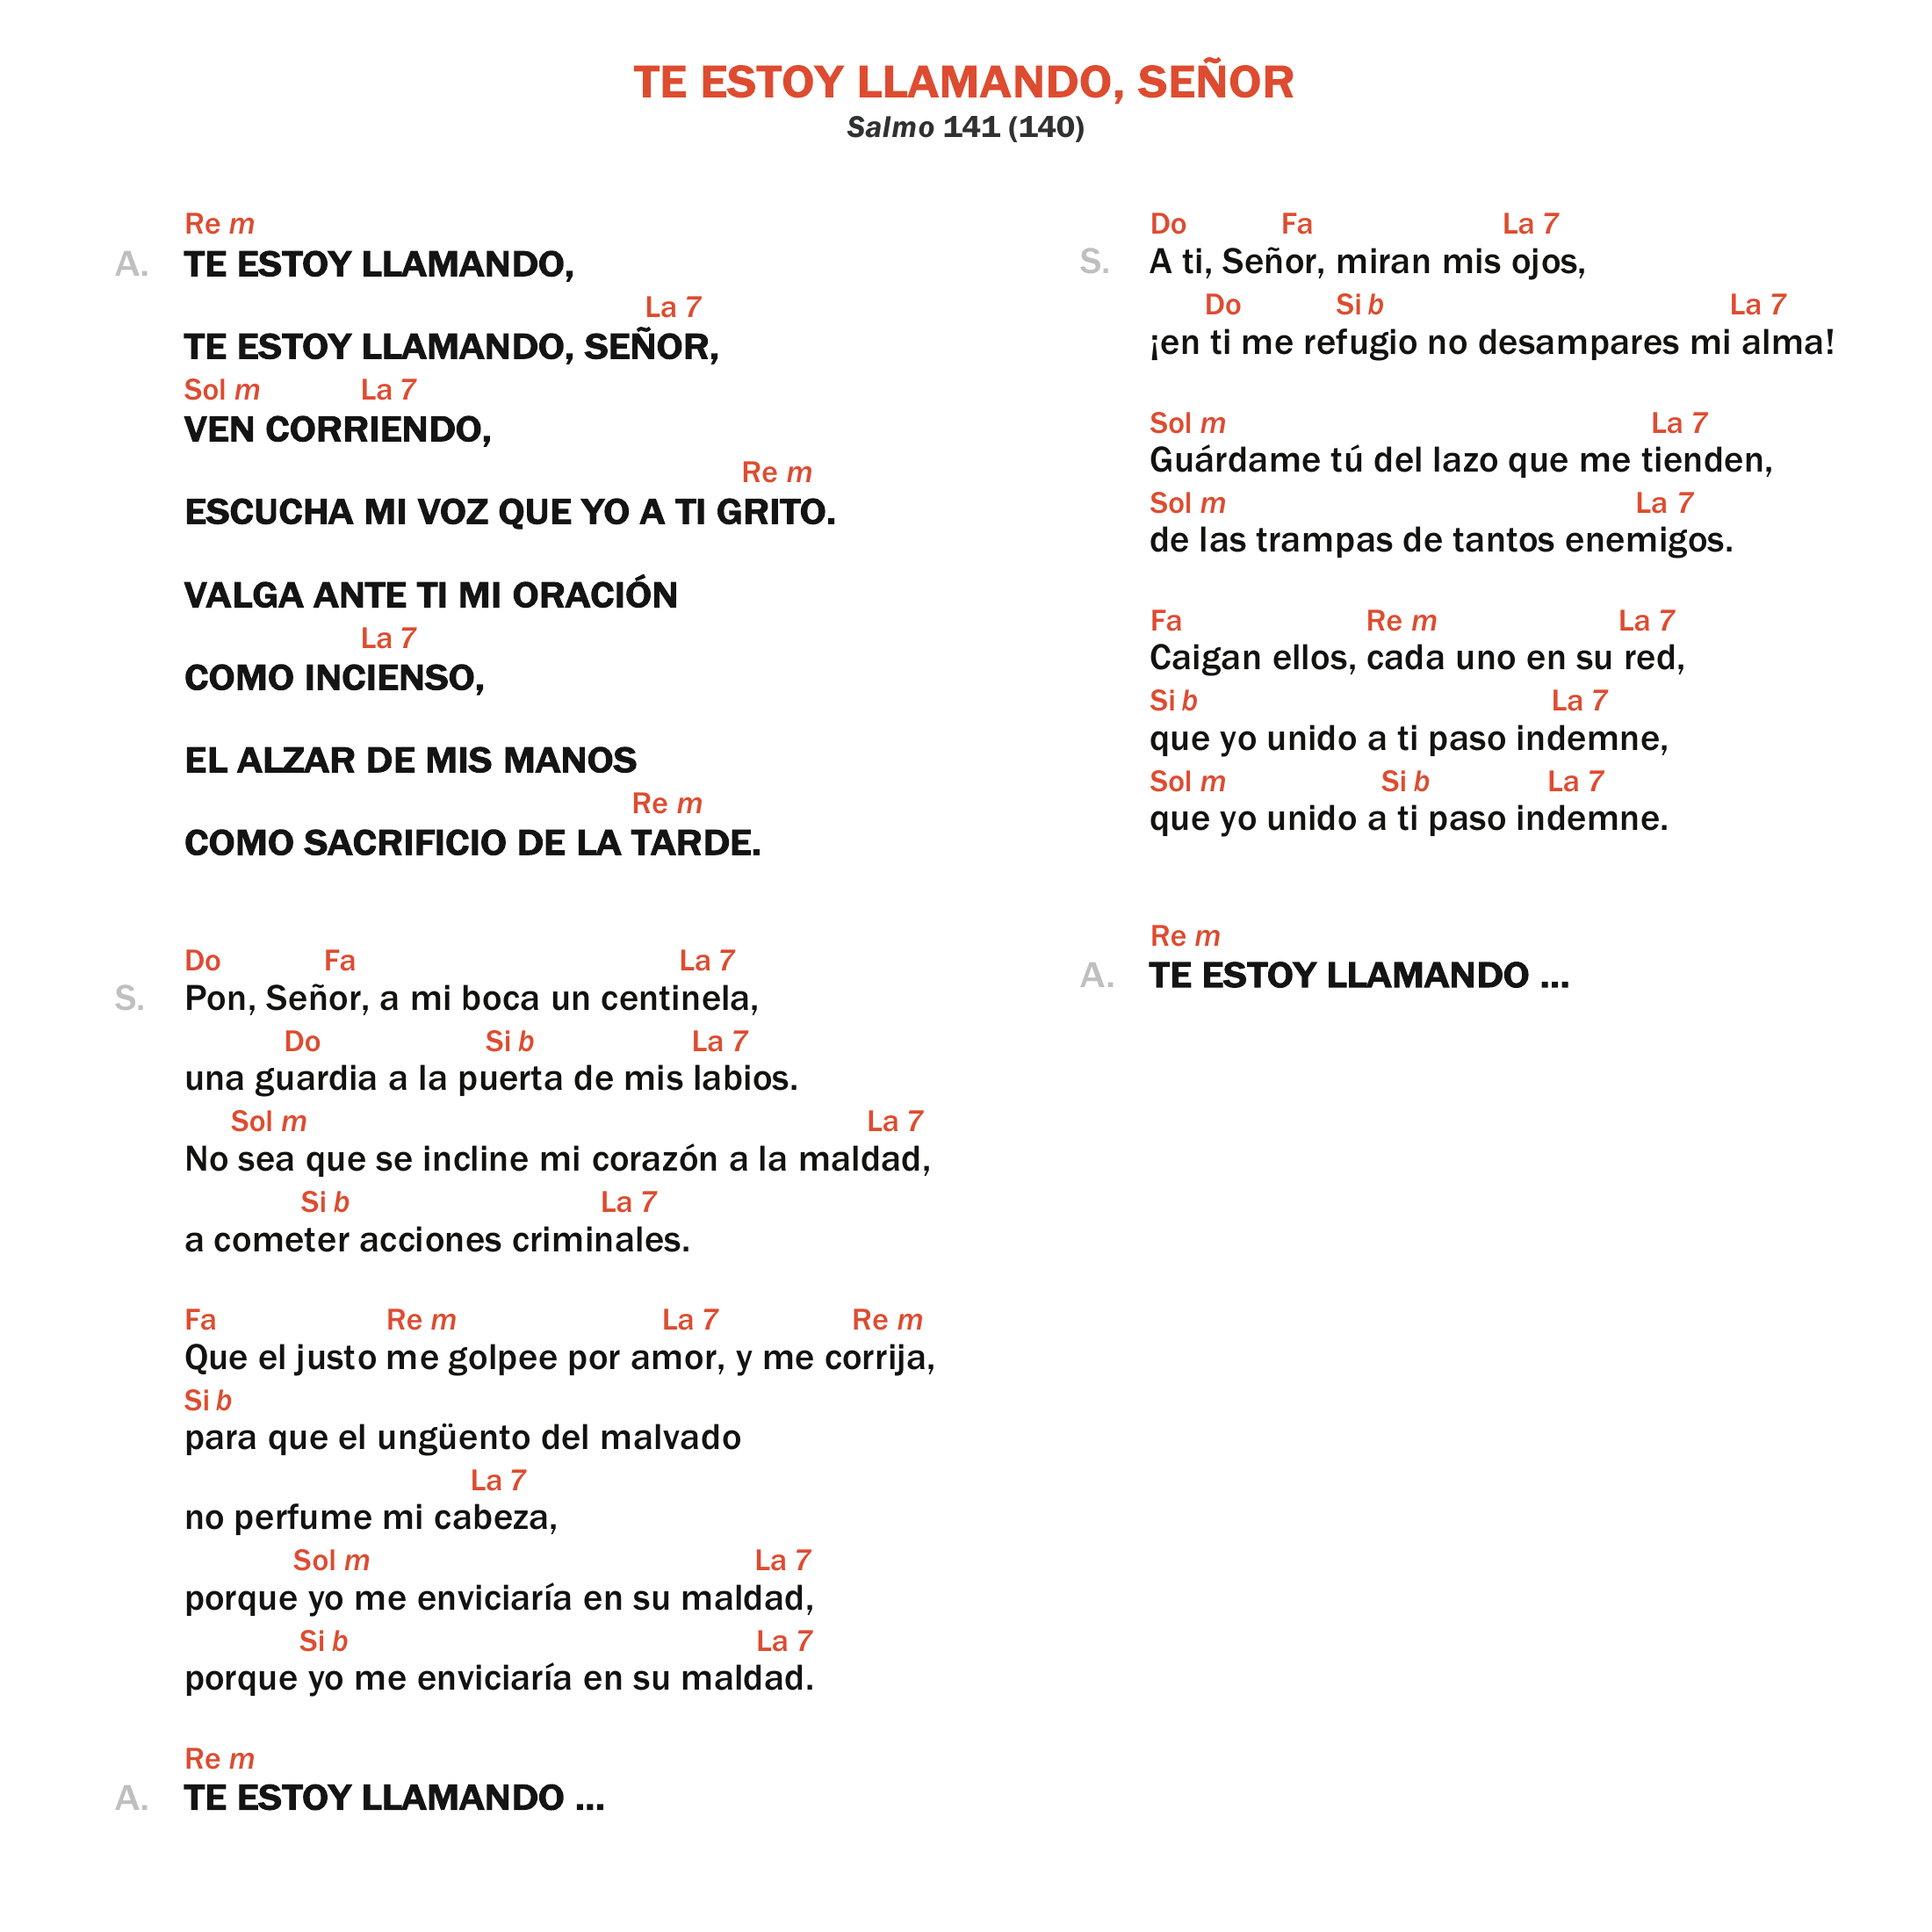 TE ESTOY LLAMANDO, SEÑOR
Salmo 141 (140)
Re m
A. TE ESTOY LLAMANDO,
La 7
TE ESTOY LLAMANDO, SEÑOR,
Sol m La 7
VEN CORRIENDO,
Re m
ESCUCHA MI VOZ QUE YO A TI GRITO.
VALGA ANTE TI MI ORACIÓN
La 7
COMO INCIENSO,
EL ALZAR DE MIS MANOS
Re m
COMO SACRIFICIO DE LA TARDE.
Do Fa La 7
S. Pon, Señor, a mi boca un centinela,
Do Si b La 7
una guardia a la puerta de mis labios.
Sol m La 7
No sea que se incline mi corazón a la maldad,
Si b La 7
a cometer acciones criminales.
Fa Re m La 7 Re m
Que el justo me golpee por amor, y me corrija,
Si b
para que el ungüento del malvado
La 7
no perfume mi cabeza,
Sol m La 7
porque yo me enviciaría en su maldad,
Si b La 7
porque yo me enviciaría en su maldad.
Re m
A. TE ESTOY LLAMANDO ...
Do Fa La 7
S. A ti, Señor, miran mis ojos,
Do Si b La 7
¡en ti me refugio no desampares mi alma!
Sol m La 7
Guárdame tú del lazo que me tienden,
Sol m La 7
de las trampas de tantos enemigos.
Fa Re m La 7
Caigan ellos, cada uno en su red,
Si b La 7
que yo unido a ti paso indemne,
Sol m Si b La 7
que yo unido a ti paso indemne.
Re m
A. TE ESTOY LLAMANDO ...